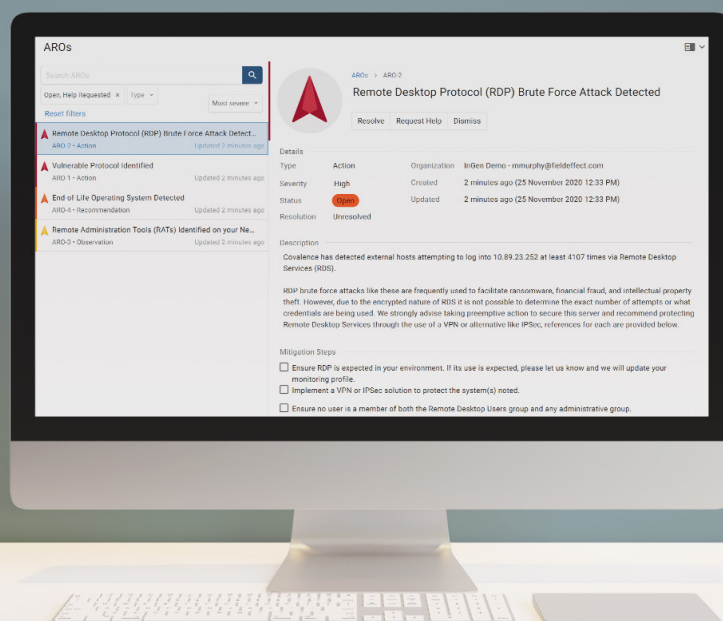 AROs
Search AROs
Open, Help Requested ×
Type
Most severe
Reset filters
Remote Desktop Protocol (RDP) Brute Force Attack Detect...
ARO-2 • Action
Updated 2 minutes ago
Vulnerable Protocol Identified
ARO-1 • Action
Updated 2 minutes ago
End-of-Life Operating System Detected
ARO-4 • Recommendation
Updated 2 minutes ago
Remote Administration Tools (RATs) Identified on your Ne...
ARO-3 • Observation
Updated 2 minutes ago
AROs > ARO-2
Remote Desktop Protocol (RDP) Brute Force Attack Detected
Resolve Request Help Dismiss
Details
Type Action Organization InGen Demo - mmurphy@fieldeffect.com
Severity High Created 2 minutes ago (25 November 2020 12:33 PM)
Status Open Updated 2 minutes ago (25 November 2020 12:33 PM)
Resolution Unresolved
Description
Covalence has detected external hosts attempting to log into 10.89.23.252 at least 4107 times via Remote Desktop
Services (RDS).
RDP brute force attacks like these are frequently used to facilitate ransomware, financial fraud, and intellectual property
theft. However, due to the encrypted nature of RDS it is not possible to determine the exact number of attempts or what
credentials are being used. We strongly advise taking preemptive action to secure this server and recommend protecting
Remote Desktop Services through the use of a VPN or alternative like IPSec, references for each are provided below.
Mitigation Steps
Ensure RDP is expected in your environment. If its use is expected, please let us know and we will update your
monitoring profile.
Implement a VPN or IPSec solution to protect the system(s) noted.
Ensure no user is a member of both the Remote Desktop Users group and any administrative group.